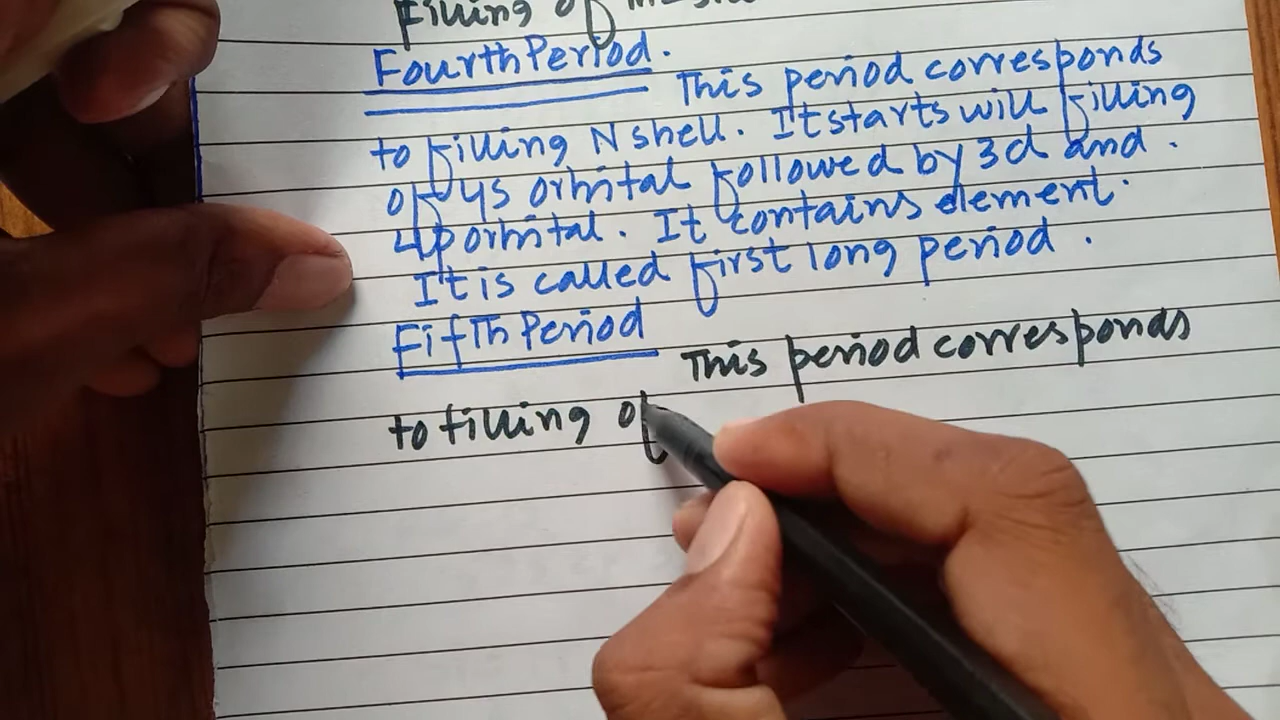 Filling of
Fourth Period.
This period corresponds
to filling N shell. It starts will filling
of 4s orbital followed by 3d and.
4p orbital. It contains element.
It is called first long period.
Fifth Period
This period corresponds
to filling of